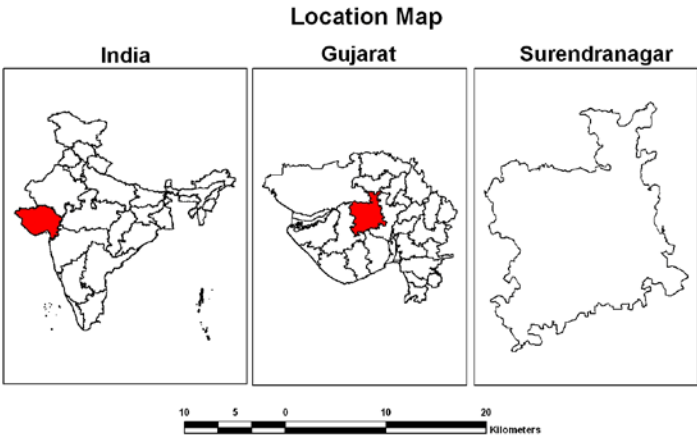 Location Map
India
Gujarat
Surendranagar
10 5 0 10 20
Kilometers